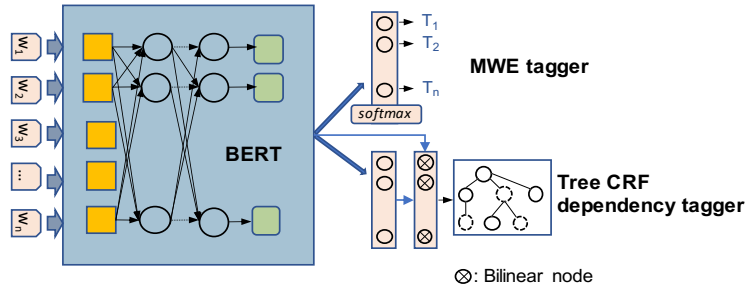 W1
W2
W3
...
Wn
BERT
T1
T2
Tn
softmax
MWE tagger
Tree CRF
dependency tagger
⊗: Bilinear node